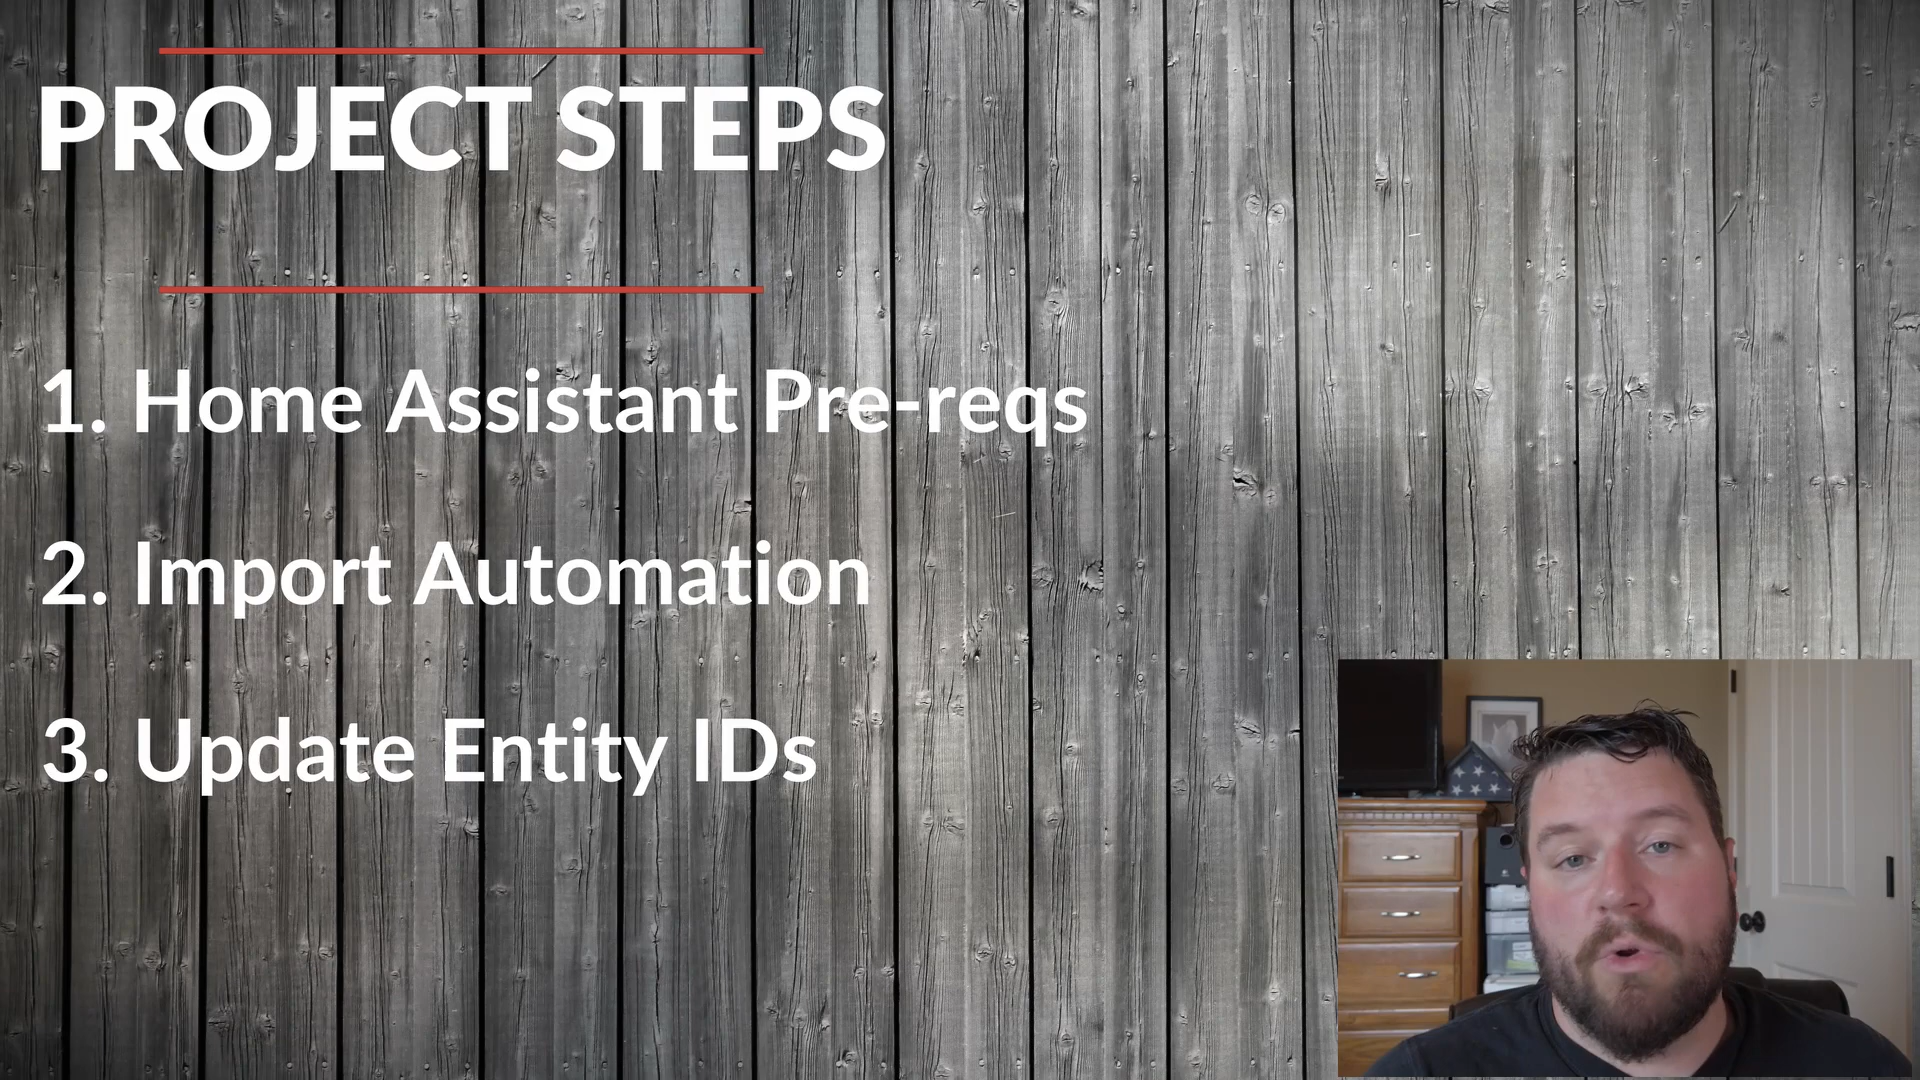 PROJECT STEPS
1. Home Assistant Pre-reqs
2. Import Automation
3. Update Entity IDs